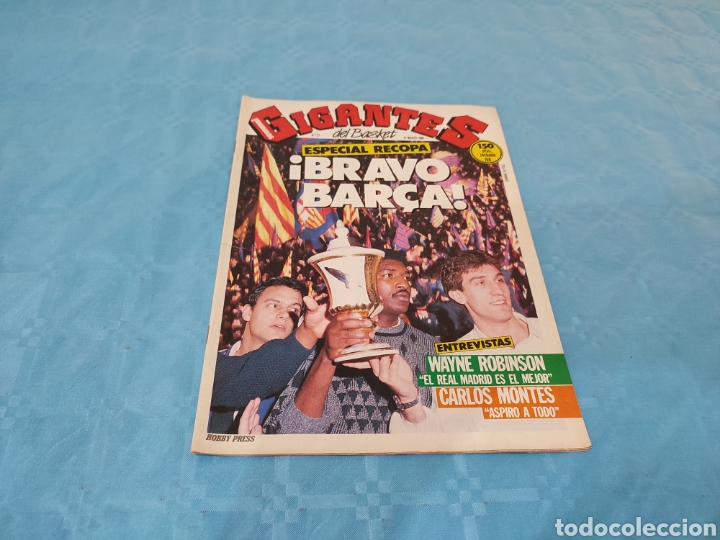 GIGANTES
del Basket
ESPECIAL RECOPA
150
¡BRAVO
BARÇA!
ENTREVISTAS
WAYNE ROBINSON
"EL REAL MADRID ES EL MEJOR"
CARLOS MONTES
"ASPIRO A TODO"
HOBBY PRESS
todocoleccion